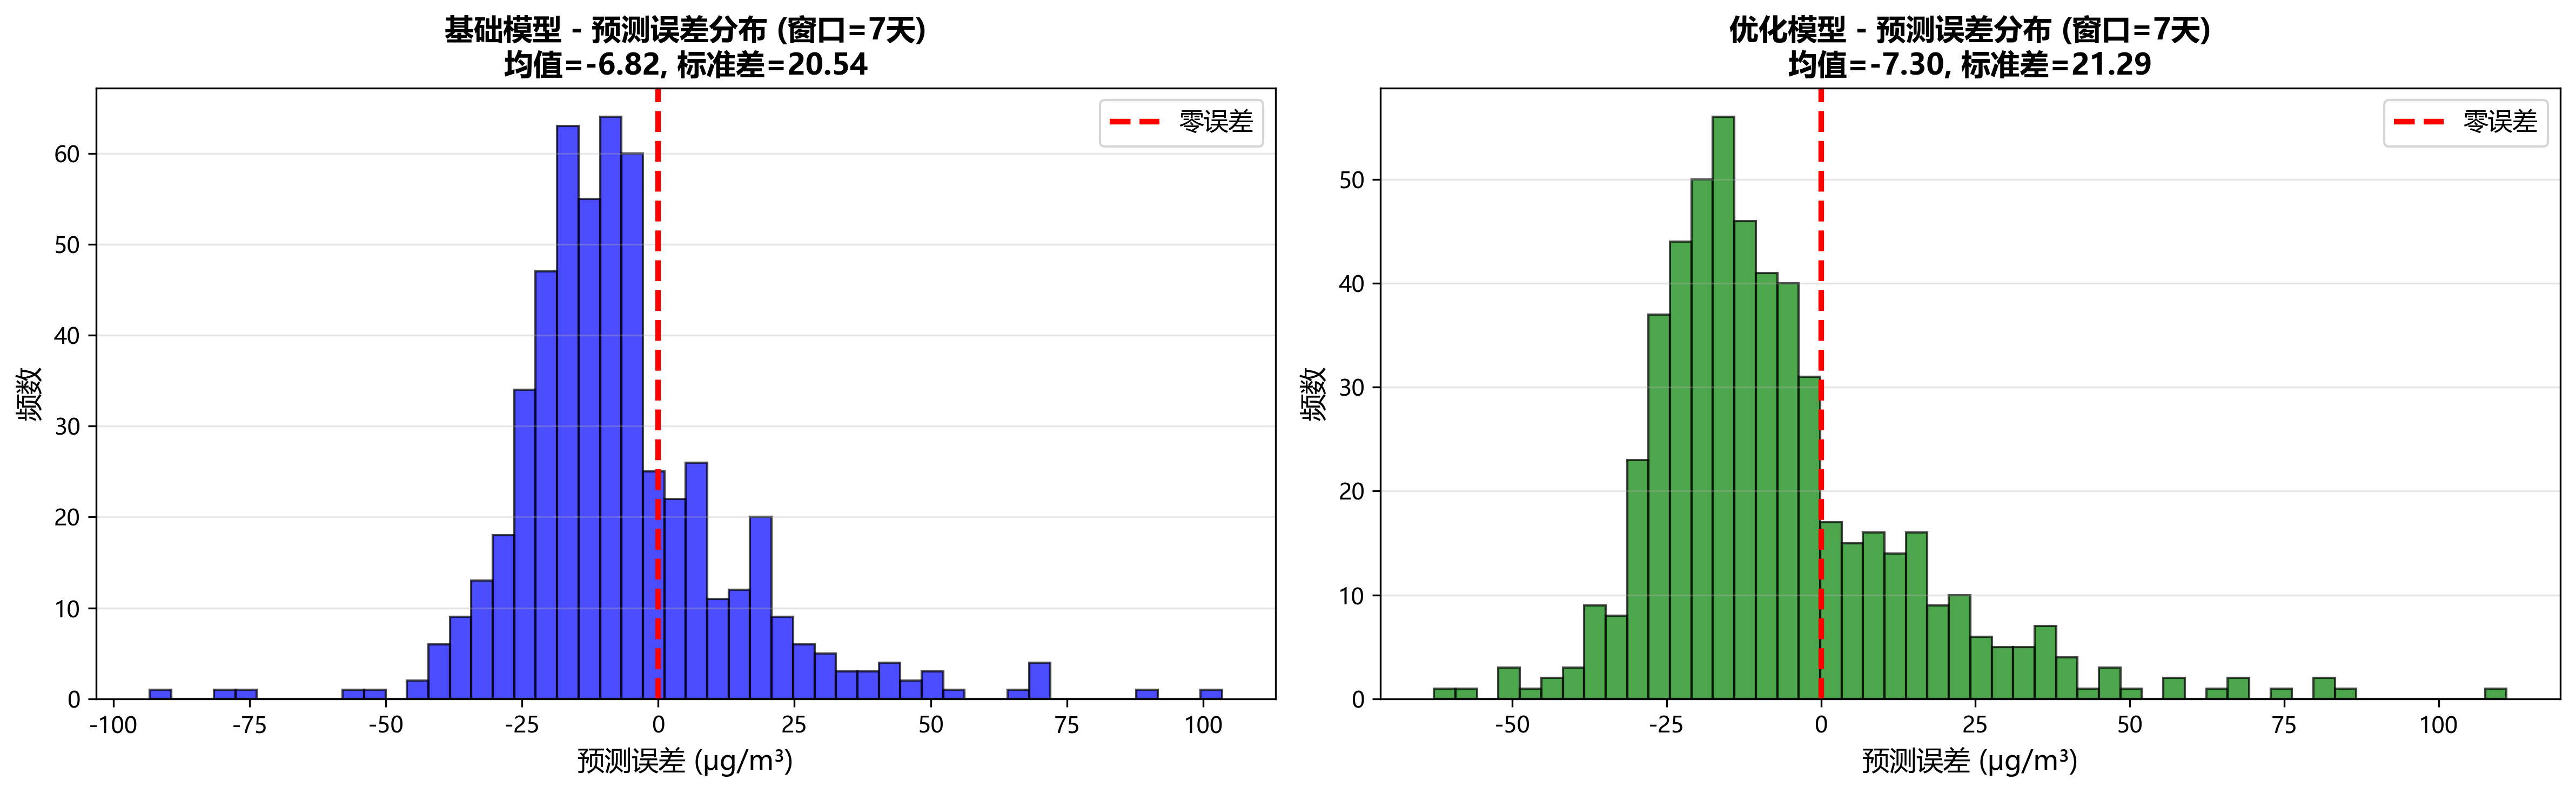 基础模型 - 预测误差分布 (窗口=7天)
均值=-6.82, 标准差=20.54
零误差
频数
60
50
40
30
20
10
0
-100 -75 -50 -25 0 25 50 75 100
预测误差 (µg/m³)
优化模型 - 预测误差分布 (窗口=7天)
均值=-7.30, 标准差=21.29
零误差
频数
50
40
30
20
10
0
-50 -25 0 25 50 75 100
预测误差 (µg/m³)